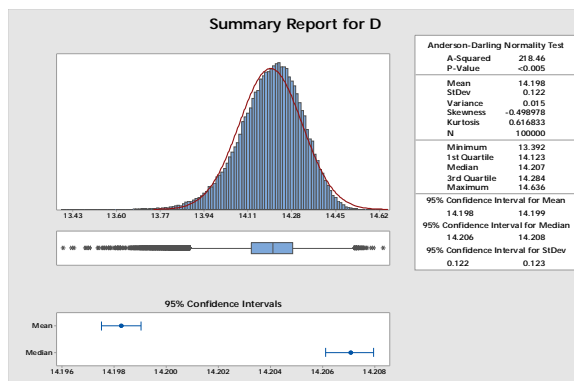 Summary Report for D
13.43 13.60 13.77 13.94 14.11 14.28 14.45 14.62
95% Confidence Intervals
Mean
Median
14.196 14.198 14.200 14.202 14.204 14.206 14.208
Anderson-Darling Normality Test
A-Squared 218.46
P-Value <0.005
Mean 14.198
StDev 0.122
Variance 0.015
Skewness -0.498978
Kurtosis 0.616833
N 100000
Minimum 13.392
1st Quartile 14.123
Median 14.207
3rd Quartile 14.284
Maximum 14.636
95% Confidence Interval for Mean
14.198 14.199
95% Confidence Interval for Median
14.206 14.208
95% Confidence Interval for StDev
0.122 0.123